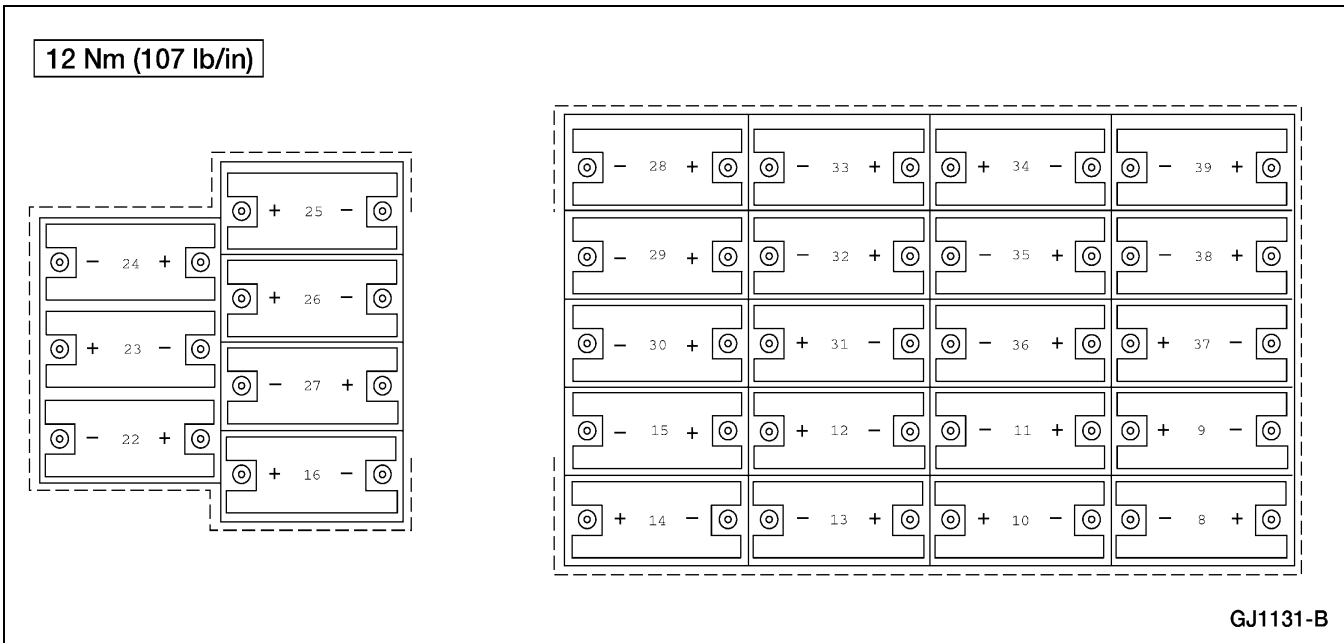 12 Nm (107 lb/in)
+ 25 −
− 24 +
+ 26 −
+ 23 −
− 27 +
− 22 +
+ 16 −
− 28 + − 33 + + 34 − − 39 +
− 29 + − 32 + − 35 + − 38 +
− 30 + + 31 − − 36 + + 37 −
− 15 + + 12 − − 11 + + 9 −
+ 14 − − 13 + + 10 − − 8 +
GJ1131-B